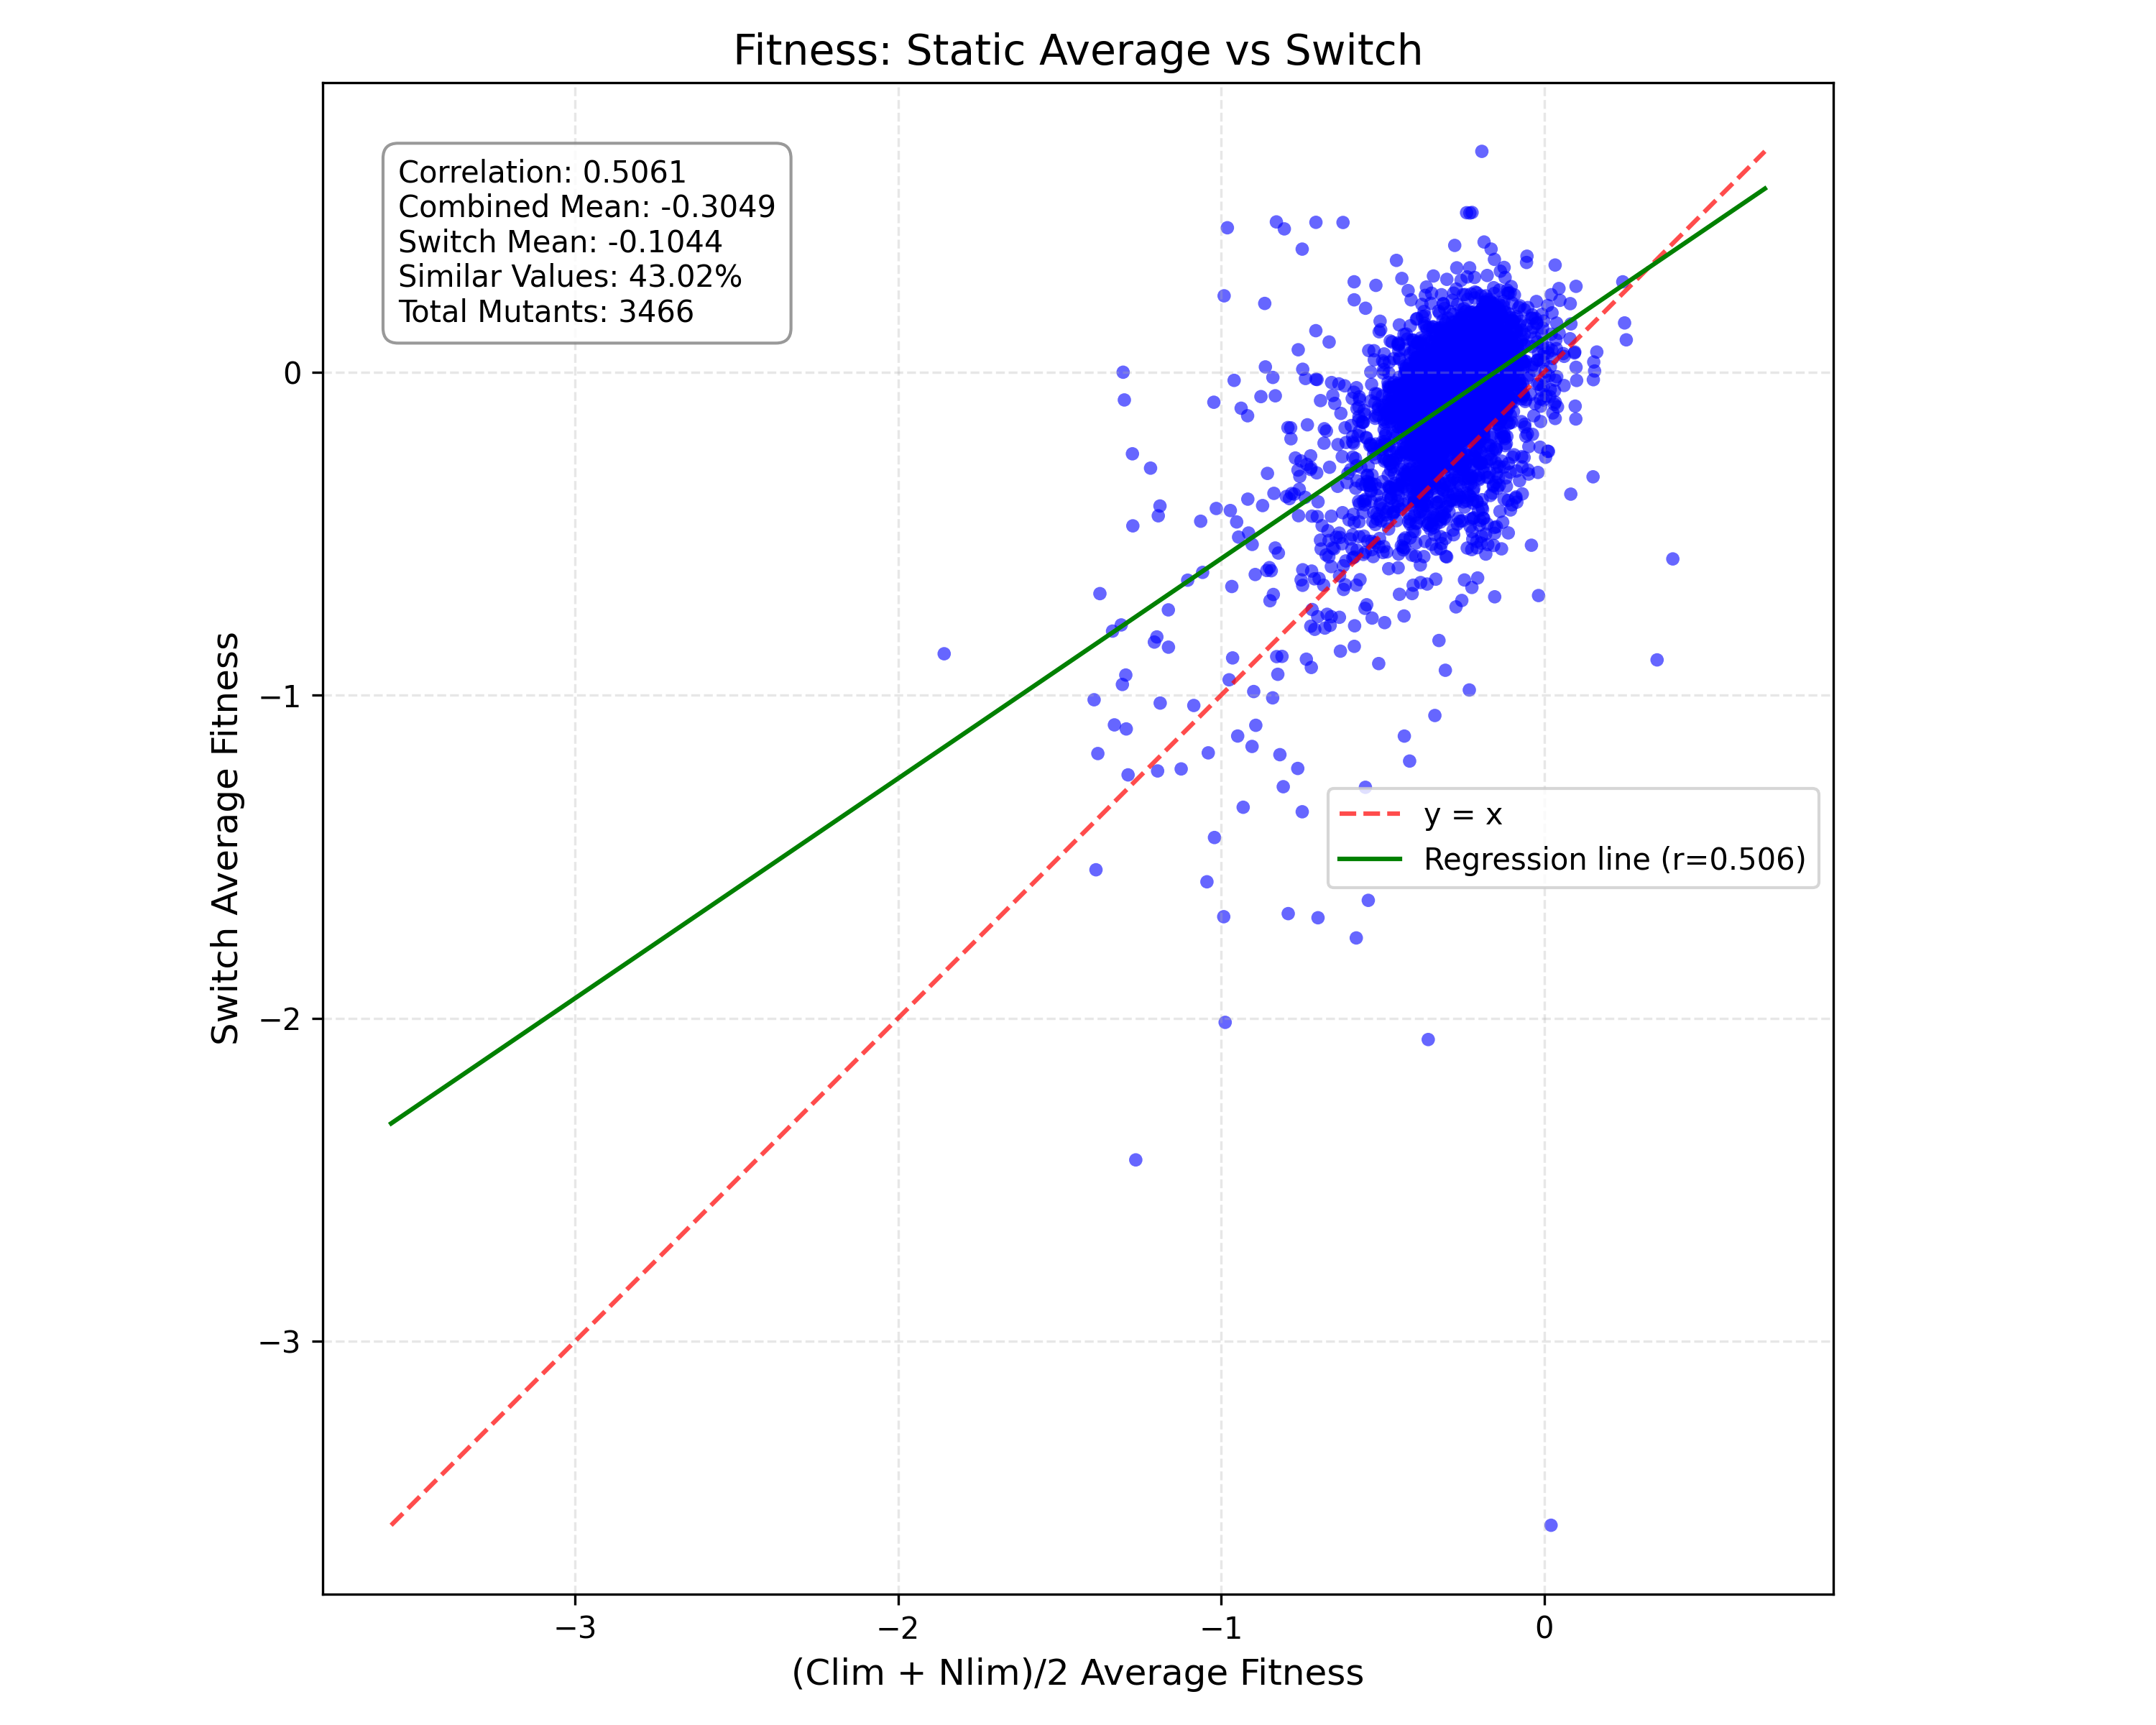 Fitness: Static Average vs Switch
Correlation: 0.5061
Combined Mean: -0.3049
Switch Mean: -0.1044
Similar Values: 43.02%
Total Mutants: 3466
Switch Average Fitness
0
−1
−2
−3
y = x
Regression line (r=0.506)
−3
−2
−1
0
(Clim + Nlim)/2 Average Fitness